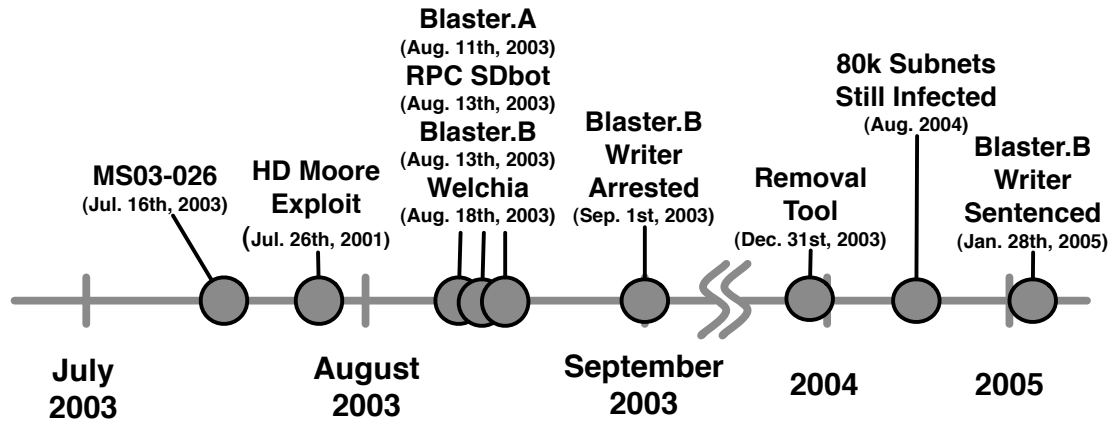 MS03-026
(Jul. 16th, 2003)
HD Moore
Exploit
(Jul. 26th, 2001)
Blaster.A
(Aug. 11th, 2003)
RPC SDbot
(Aug. 13th, 2003)
Blaster.B
(Aug. 13th, 2003)
Welchia
(Aug. 18th, 2003)
Blaster.B
Writer
Arrested
(Sep. 1st, 2003)
Removal
Tool
(Dec. 31st, 2003)
80k Subnets
Still Infected
(Aug. 2004)
Blaster.B
Writer
Sentenced
(Jan. 28th, 2005)
July
2003
August
2003
September
2003
2004
2005